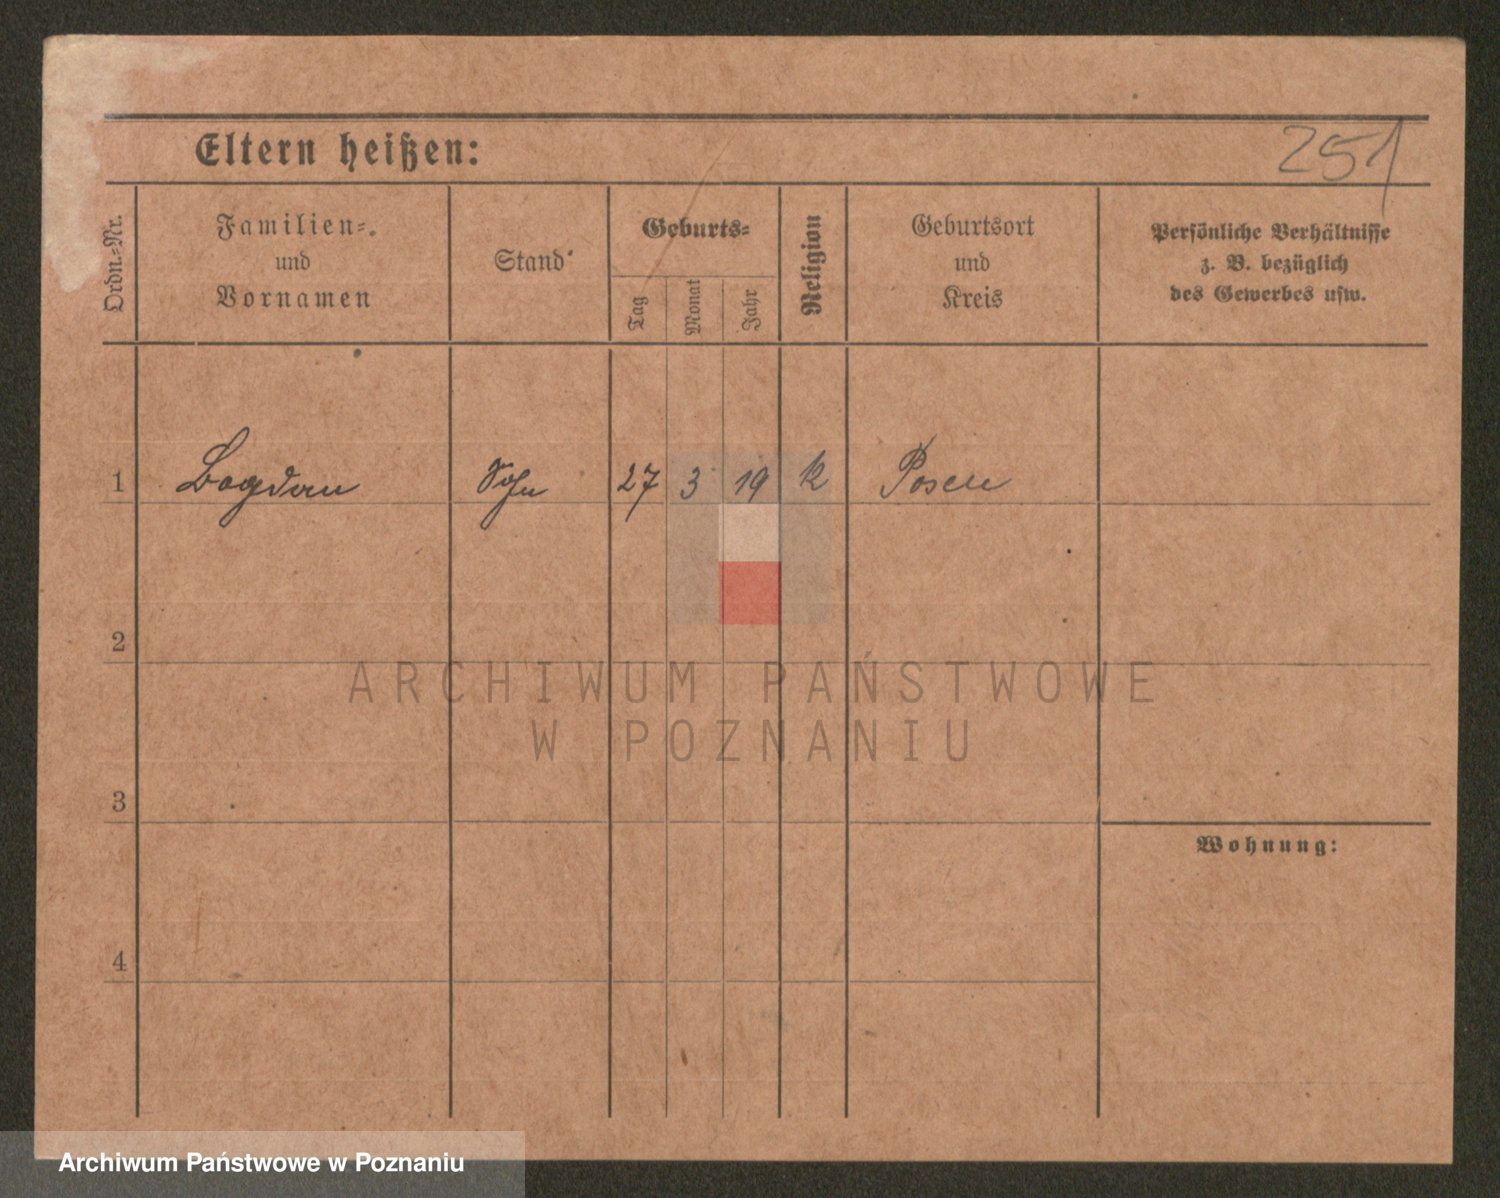 Eltern heißen:
251
Ordn.-Nr.
Familien-
und
Vornamen
Stand
Geburts-
Tag
Monat
Jahr
Religion
Geburtsort
und
Kreis
Persönliche Verhältnisse
z. B. bezüglich
des Gewerbes usw.
1 Bogdan Sohn 27 3 19 k Posen
2
3
Wohnung:
4
ARCHIWUM PAŃSTWOWE
W POZNANIU
Archiwum Państwowe w Poznaniu